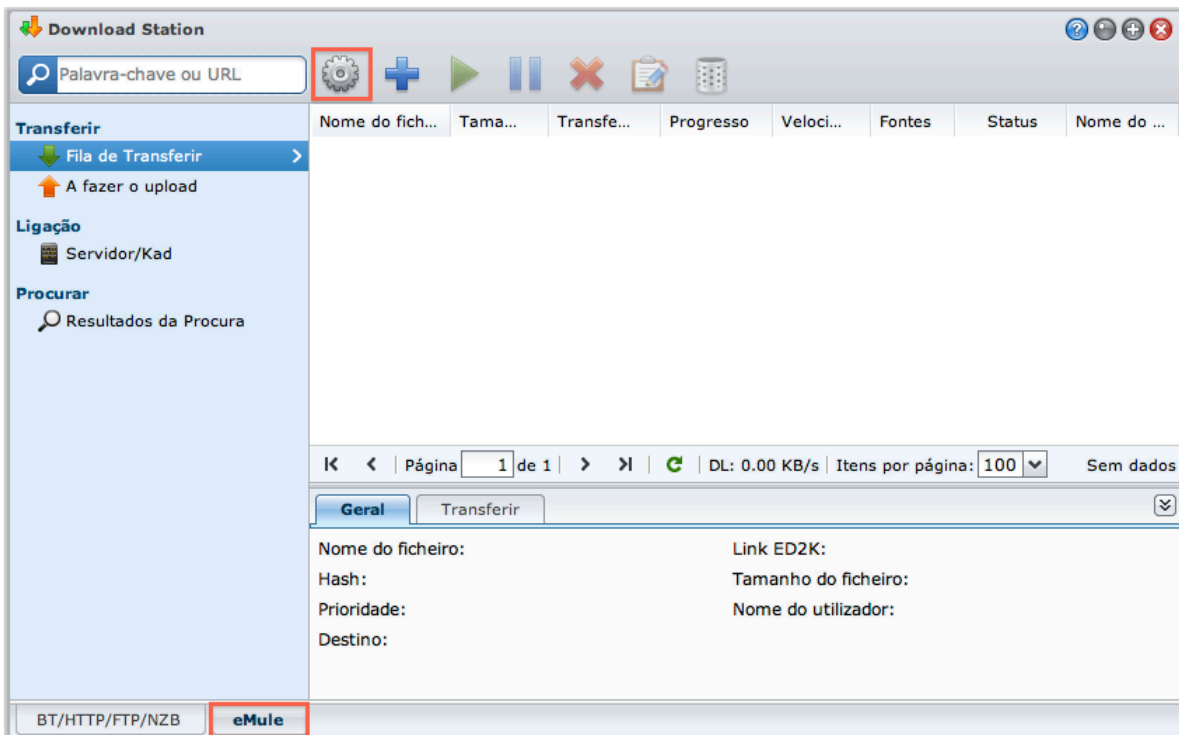 Download Station
Palavra-chave ou URL
Transferir
Fila de Transferir
A fazer o upload
Ligação
Servidor/Kad
Procurar
Resultados da Procura
Nome do fich... Tama... Transfe... Progresso Veloci... Fontes Status Nome do ...
Página 1 de 1 DL: 0.00 KB/s Itens por página: 100 Sem dados
Geral Transferir
Nome do ficheiro: Link ED2K:
Hash: Tamanho do ficheiro:
Prioridade: Nome do utilizador:
Destino:
BT/HTTP/FTP/NZB eMule